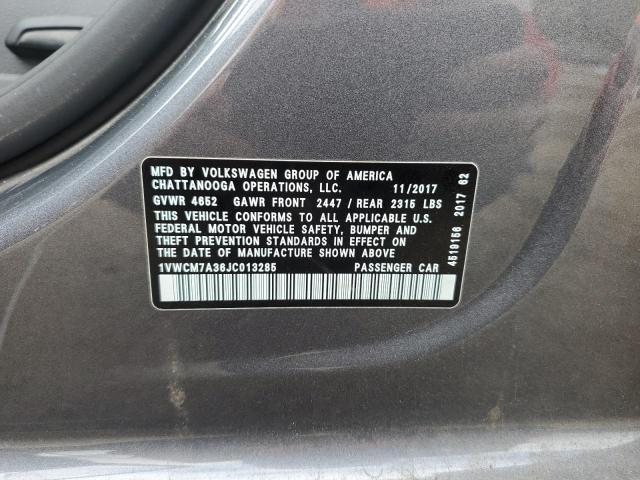 MFD BY VOLKSWAGEN GROUP OF AMERICA
CHATTANOOGA OPERATIONS, LLC. 11/2017
GVWR 4652 GAWR FRONT 2447 / REAR 2315 LBS
THIS VEHICLE CONFORMS TO ALL APPLICABLE U.S.
FEDERAL MOTOR VEHICLE SAFETY, BUMPER AND
THEFT PREVENTION STANDARDS IN EFFECT ON
THE DATE OF MANUFACTURE SHOWN ABOVE
1VWCM7A36JC013285 PASSENGER CAR
4519156 2017 62